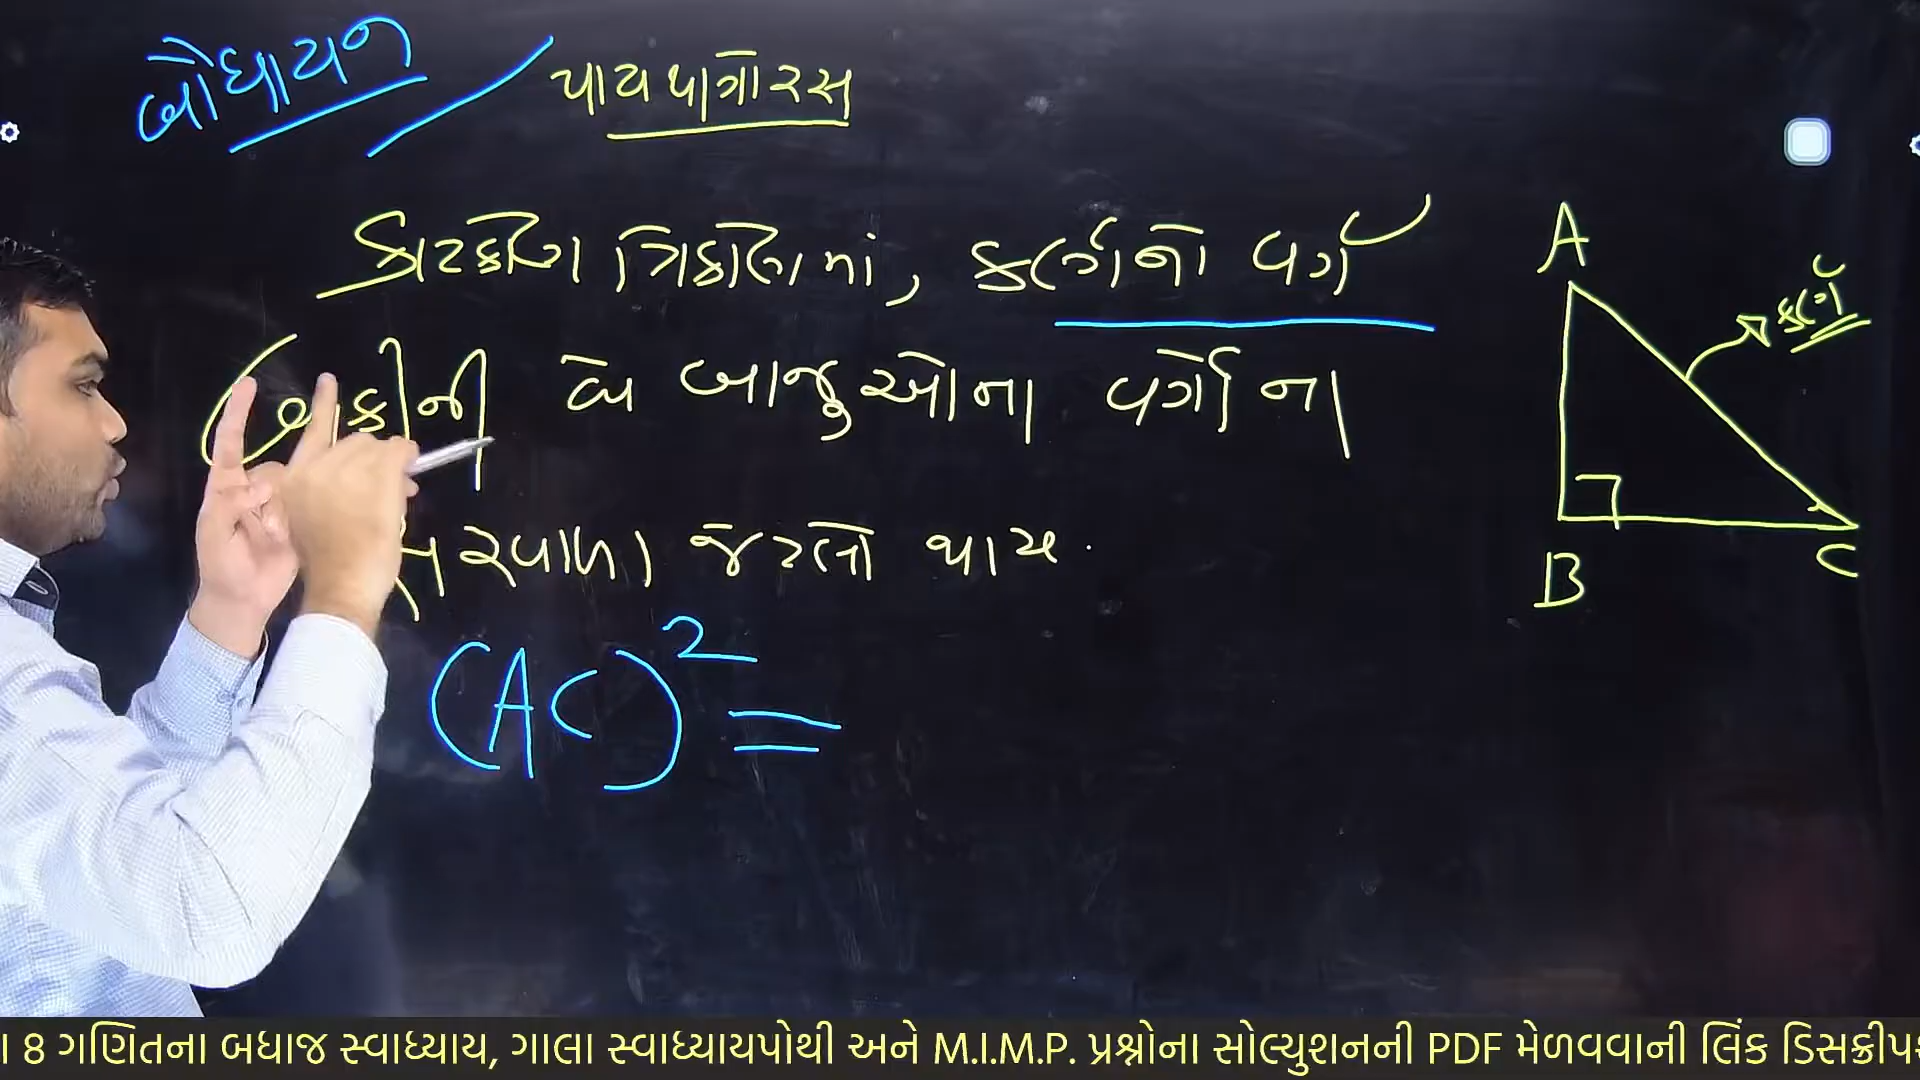 બૌધાયન / પાયથાગોરસ
કાટકોણ ત્રિકોણમાં, કર્ણનો વર્ગ
બાકીની બે બાજુઓના વર્ગોના
સરવાળા જેટલો થાય.
(AC)² =
A
કર્ણ
B
C
8 ગણિતના બધાજ સ્વાધ્યાય, ગાલા સ્વાધ્યાયપોથી અને M.I.M.P. પ્રશ્નોના સોલ્યુશનની PDF મેળવવાની લિંક